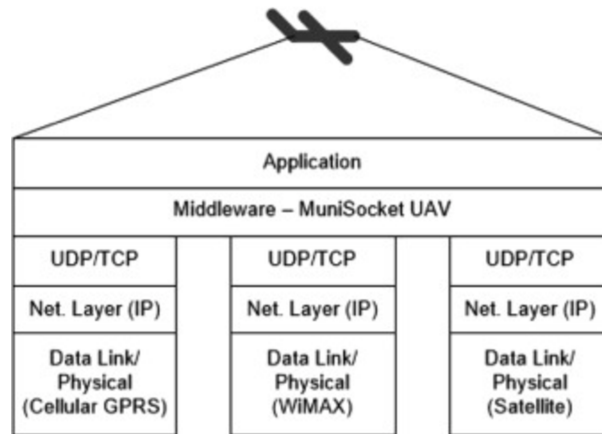 Application
Middleware – MuniSocket UAV
UDP/TCP
UDP/TCP
UDP/TCP
Net. Layer (IP)
Net. Layer (IP)
Net. Layer (IP)
Data Link/
Physical
(Cellular GPRS)
Data Link/
Physical
(WiMAX)
Data Link/
Physical
(Satellite)